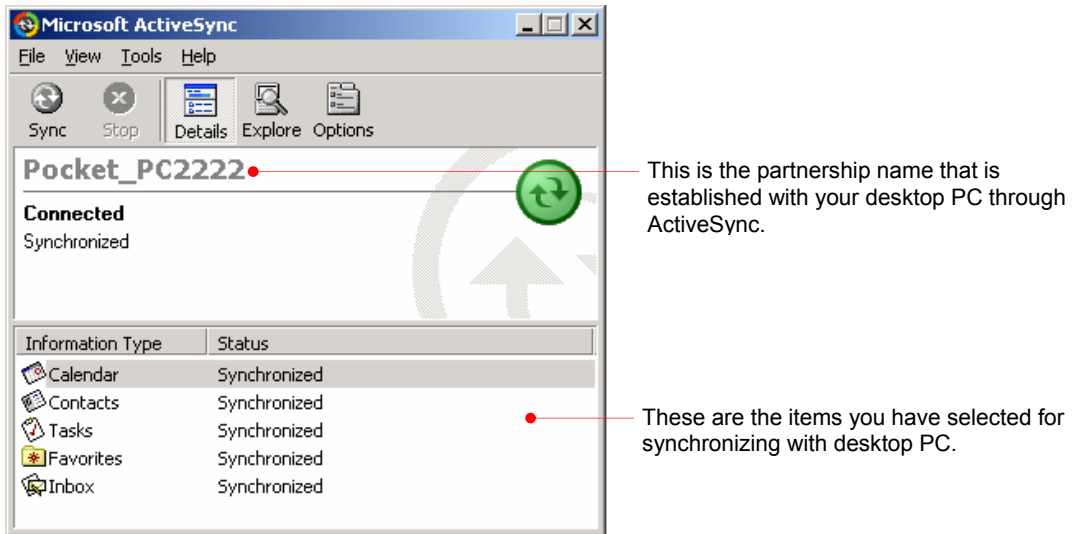 Microsoft ActiveSync
File View Tools Help
Sync Stop Details Explore Options
Pocket_PC2222
Connected
Synchronized
This is the partnership name that is
established with your desktop PC through
ActiveSync.
Information Type Status
Calendar Synchronized
Contacts Synchronized
Tasks Synchronized
Favorites Synchronized
Inbox Synchronized
These are the items you have selected for
synchronizing with desktop PC.